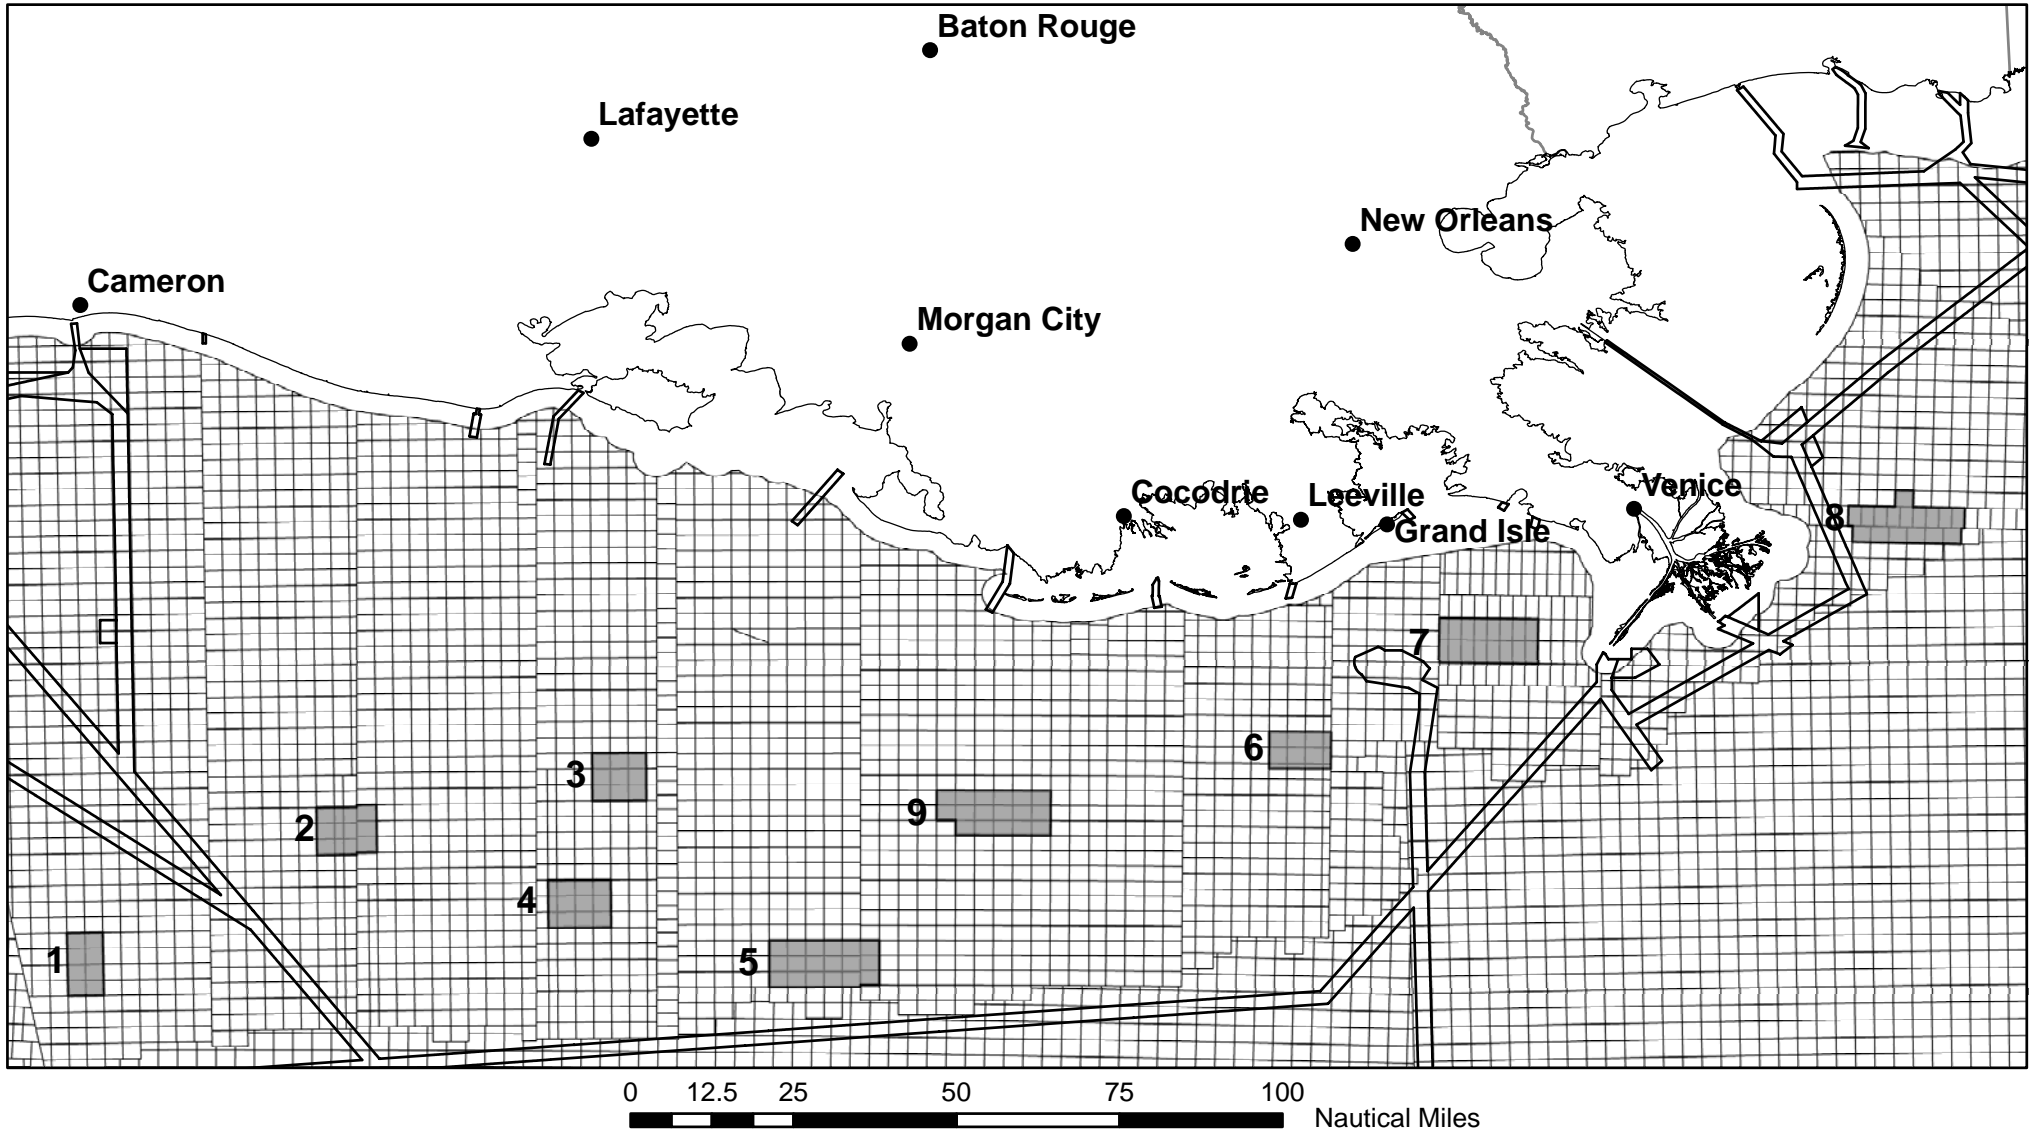 Baton Rouge
Lafayette
New Orleans
Cameron
Morgan City
Cocodrie
Leeville
Venice
Grand Isle
8
7
6
3
9
2
4
1
5
0 12.5 25 50 75 100
Nautical Miles